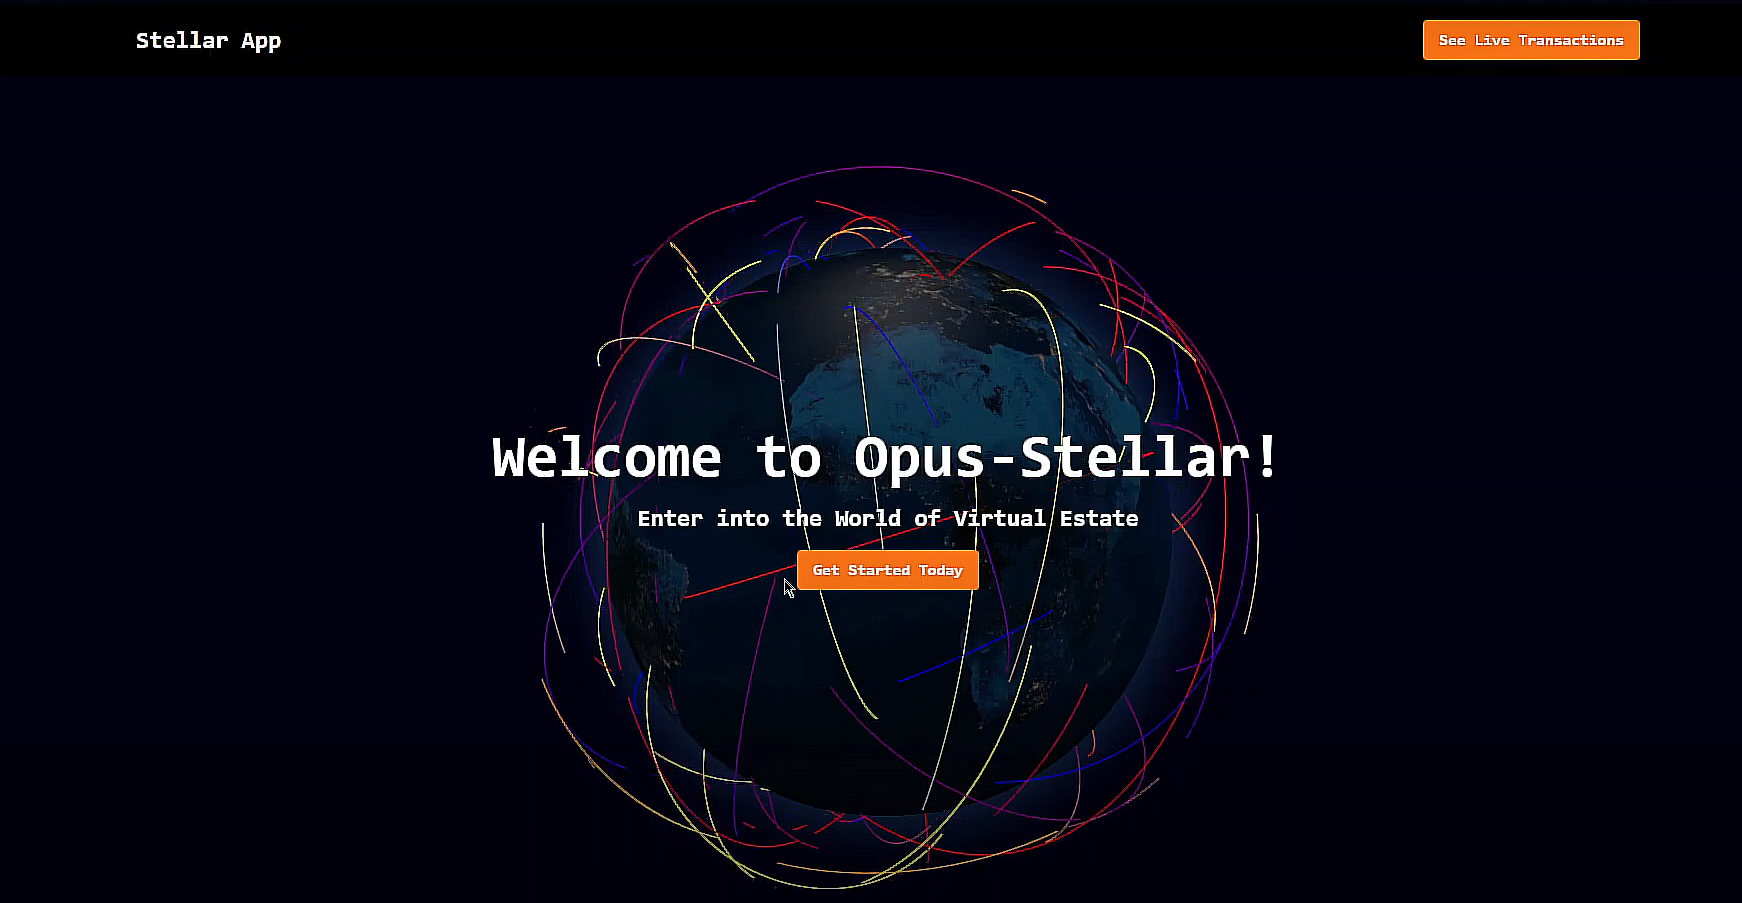 Stellar App
See Live Transactions
Welcome to Opus-Stellar!
Enter into the World of Virtual Estate
Get Started Today